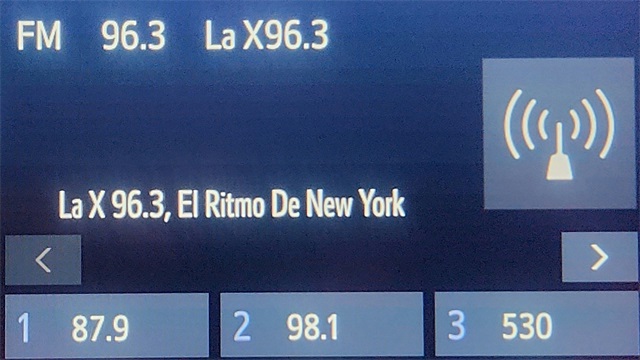 FM 96.3 La X96.3
La X 96.3, El Ritmo De New York
1 87.9 2 98.1 3 530